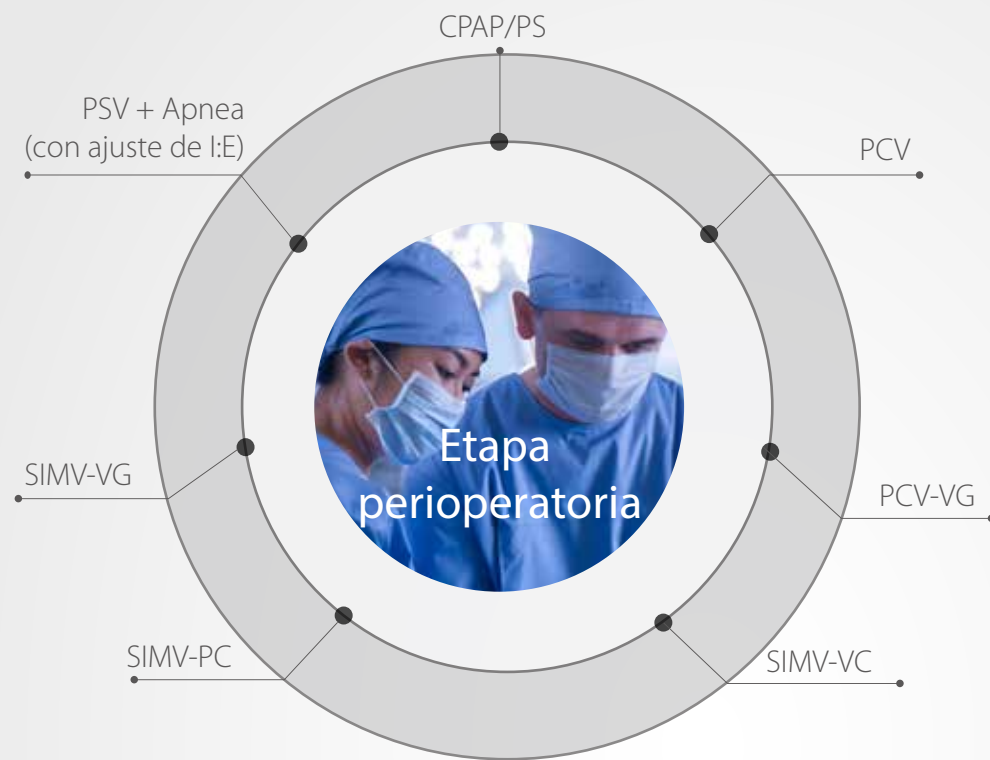 CPAP/PS
PSV + Apnea
(con ajuste de I:E)
PCV
Etapa
perioperatoria
SIMV-VG
PCV-VG
SIMV-PC
SIMV-VC